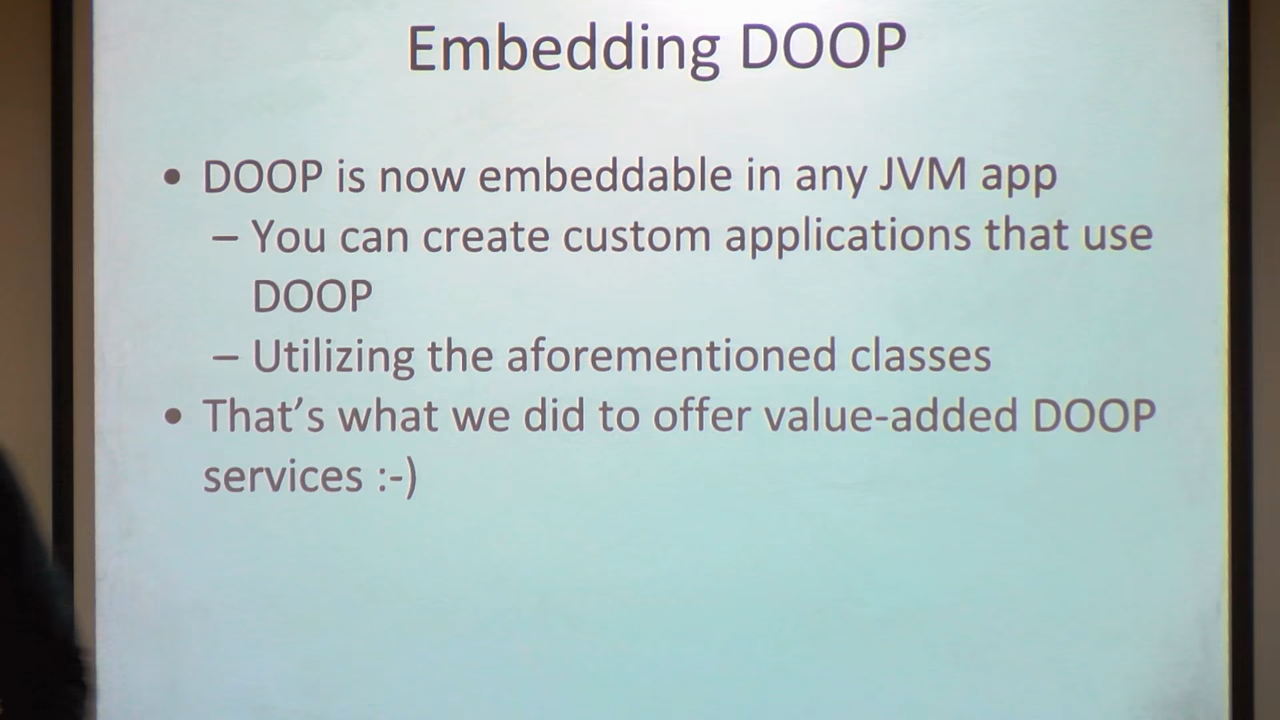 Embedding DOOP
• DOOP is now embeddable in any JVM app
– You can create custom applications that use
DOOP
– Utilizing the aforementioned classes
• That’s what we did to offer value-added DOOP
services :-)